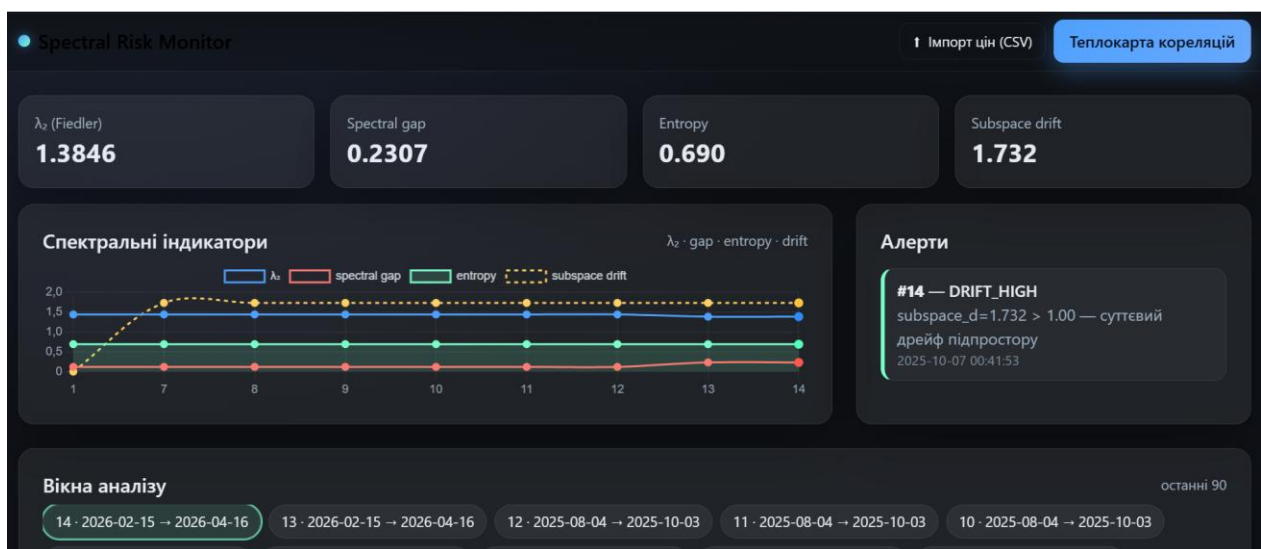 Spectral Risk Monitor
⭡ Імпорт цін (CSV)
Теплокарта кореляцій
λ₂ (Fiedler)
1.3846
Spectral gap
0.2307
Entropy
0.690
Subspace drift
1.732
Спектральні індикатори
λ₂ · gap · entropy · drift
λ₂
spectral gap
entropy
subspace drift
2,0
1,5
1,0
0,5
0
1 7 8 9 10 11 12 13 14
Алерти
#14 — DRIFT_HIGH
subspace_d=1.732 > 1.00 — суттєвий
дрейф підпростору
2025-10-07 00:41:53
Вікна аналізу
останні 90
14 · 2026-02-15 → 2026-04-16
13 · 2026-02-15 → 2026-04-16
12 · 2025-08-04 → 2025-10-03
11 · 2025-08-04 → 2025-10-03
10 · 2025-08-04 → 2025-10-03